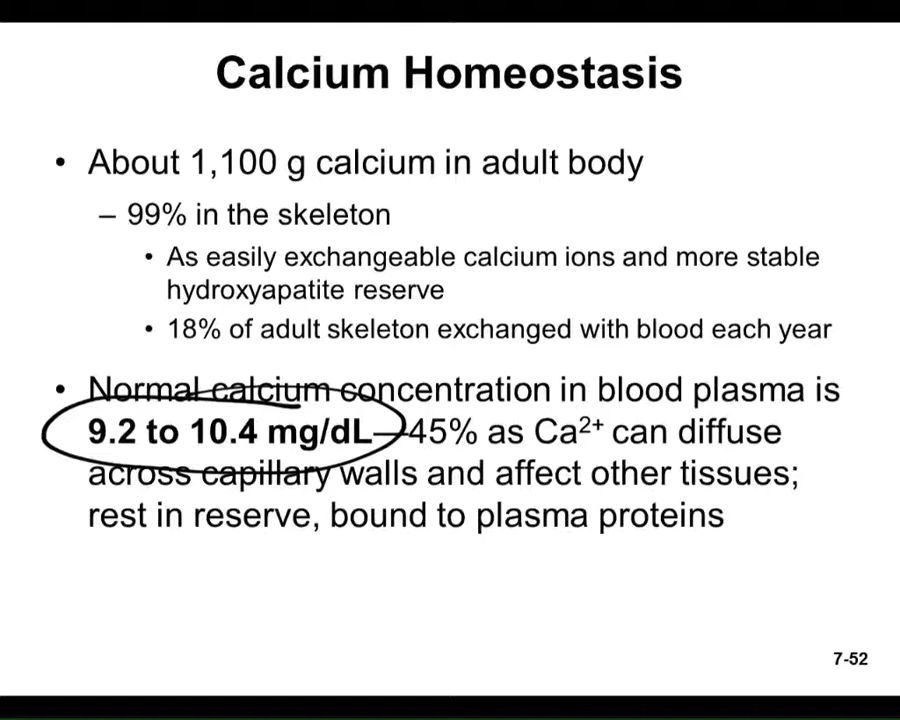 Calcium Homeostasis
• About 1,100 g calcium in adult body
– 99% in the skeleton
• As easily exchangeable calcium ions and more stable
hydroxyapatite reserve
• 18% of adult skeleton exchanged with blood each year
• Normal calcium concentration in blood plasma is
9.2 to 10.4 mg/dL—45% as Ca²⁺ can diffuse
across capillary walls and affect other tissues;
rest in reserve, bound to plasma proteins
7-52